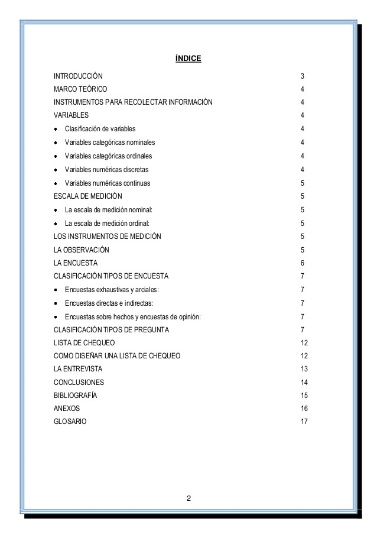 ÍNDICE
INTRODUCCIÓN 3
MARCO TEÓRICO 4
INSTRUMENTOS PARA RECOLECTAR INFORMACIÓN 4
VARIABLES 4
• Clasificación de variables 4
• Variables categóricas nominales 4
• Variables categóricas ordinales 4
• Variables numéricas discretas 4
• Variables numéricas continuas 5
ESCALA DE MEDICIÓN 5
• La escala de medición nominal: 5
• La escala de medición ordinal: 5
LOS INSTRUMENTOS DE MEDICIÓN 5
LA OBSERVACIÓN 5
LA ENCUESTA 6
CLASIFICACIÓN TIPOS DE ENCUESTA 7
• Encuestas exhaustivas y arciales: 7
• Encuestas directas e indirectas: 7
• Encuestas sobre hechos y encuestas de opinión: 7
CLASIFICACIÓN TIPOS DE PREGUNTA 7
LISTA DE CHEQUEO 12
COMO DISEÑAR UNA LISTA DE CHEQUEO 12
LA ENTREVISTA 13
CONCLUSIONES 14
BIBLIOGRAFÍA 15
ANEXOS 16
GLOSARIO 17
2